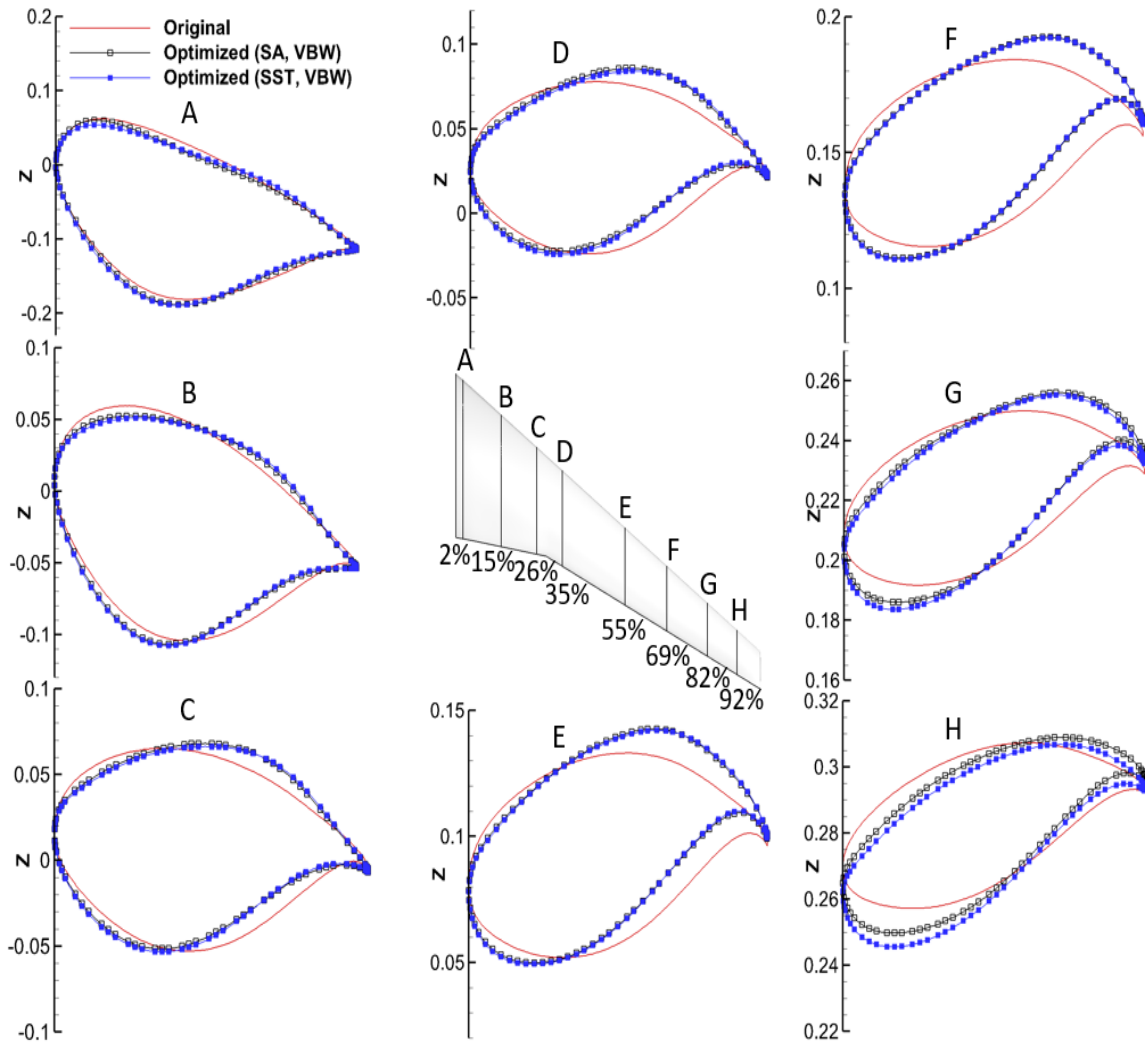 Original
Optimized (SA, VBW)
Optimized (SST, VBW)
A
z
0.2
0.1
0
-0.1
-0.2
D
z
0.1
0.05
0
-0.05
F
z
0.2
0.15
0.1
B
z
0.1
0.05
0
-0.05
-0.1
A
B
C
D
E
F
G
H
2%
15%
26%
35%
55%
69%
82%
92%
G
z
0.26
0.24
0.22
0.2
0.18
0.16
C
z
0.1
0.05
0
-0.05
-0.1
E
z
0.15
0.1
0.05
H
z
0.32
0.3
0.28
0.26
0.24
0.22